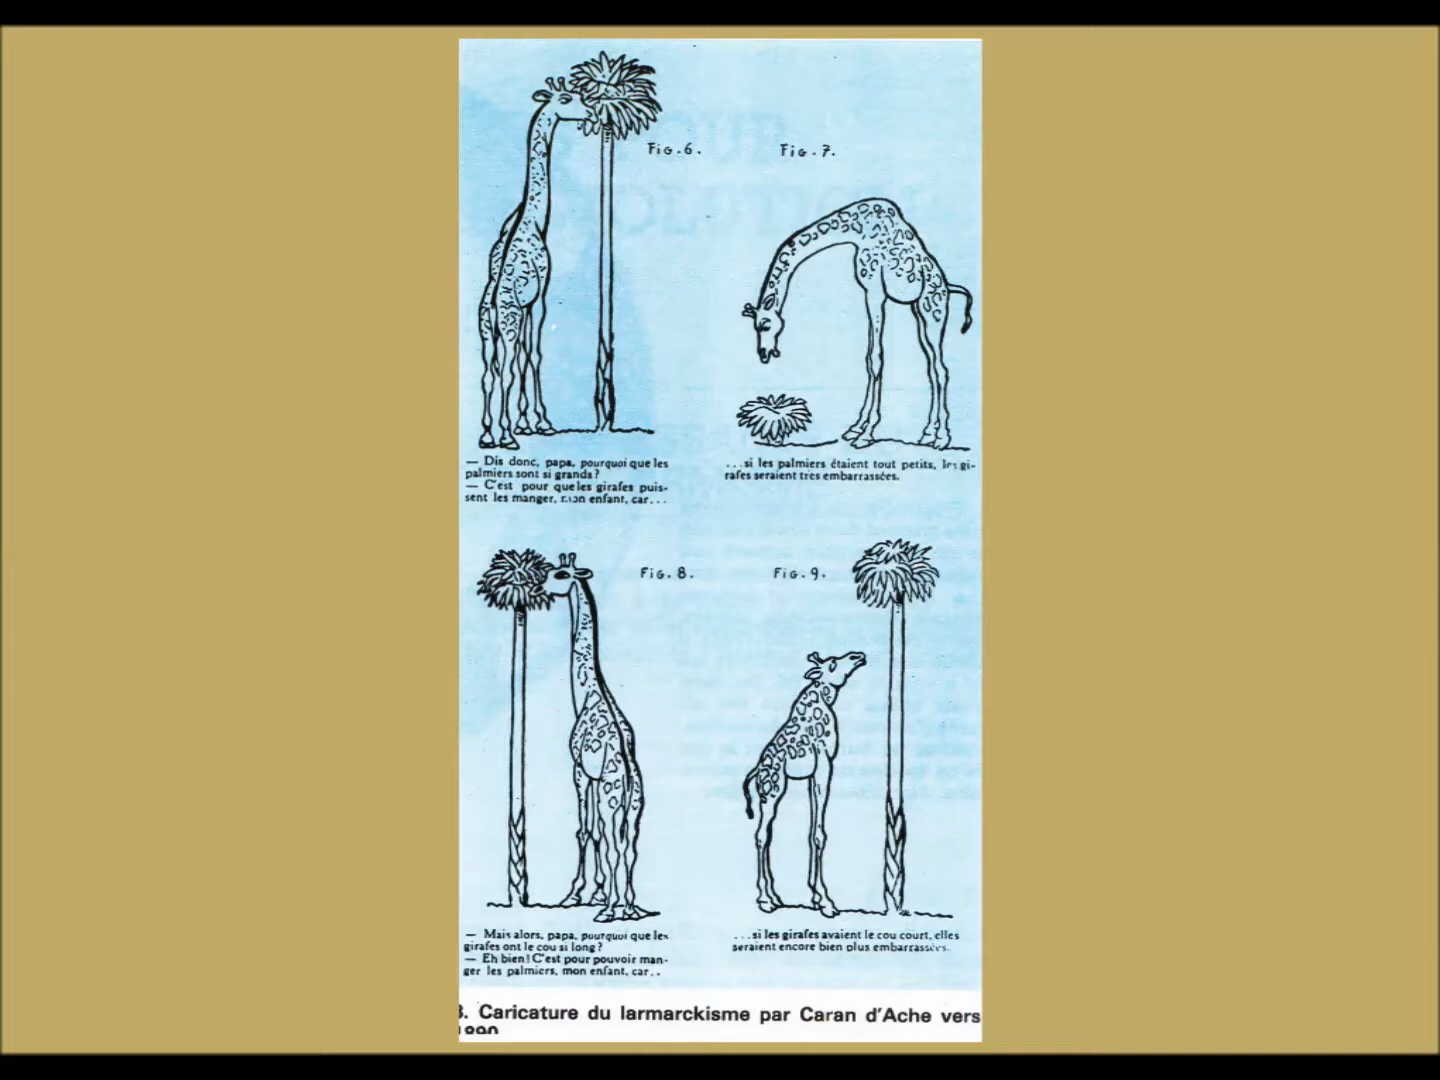 Fig. 6.
Fig. 7.
— Dis donc, papa, pourquoi que les
palmiers sont si grands ?
— C'est pour que les girafes puis-
sent les manger, mon enfant, car...
...si les palmiers étaient tout petits, les gi-
rafes seraient très embarrassées.
Fig. 8.
Fig. 9.
— Mais alors, papa, pourquoi que les
girafes ont le cou si long ?
— Eh bien ! C'est pour pouvoir man-
ger les palmiers, mon enfant, car..
...si les girafes avaient le cou court, elles
seraient encore bien plus embarrassées.
3. Caricature du larmarckisme par Caran d'Ache vers